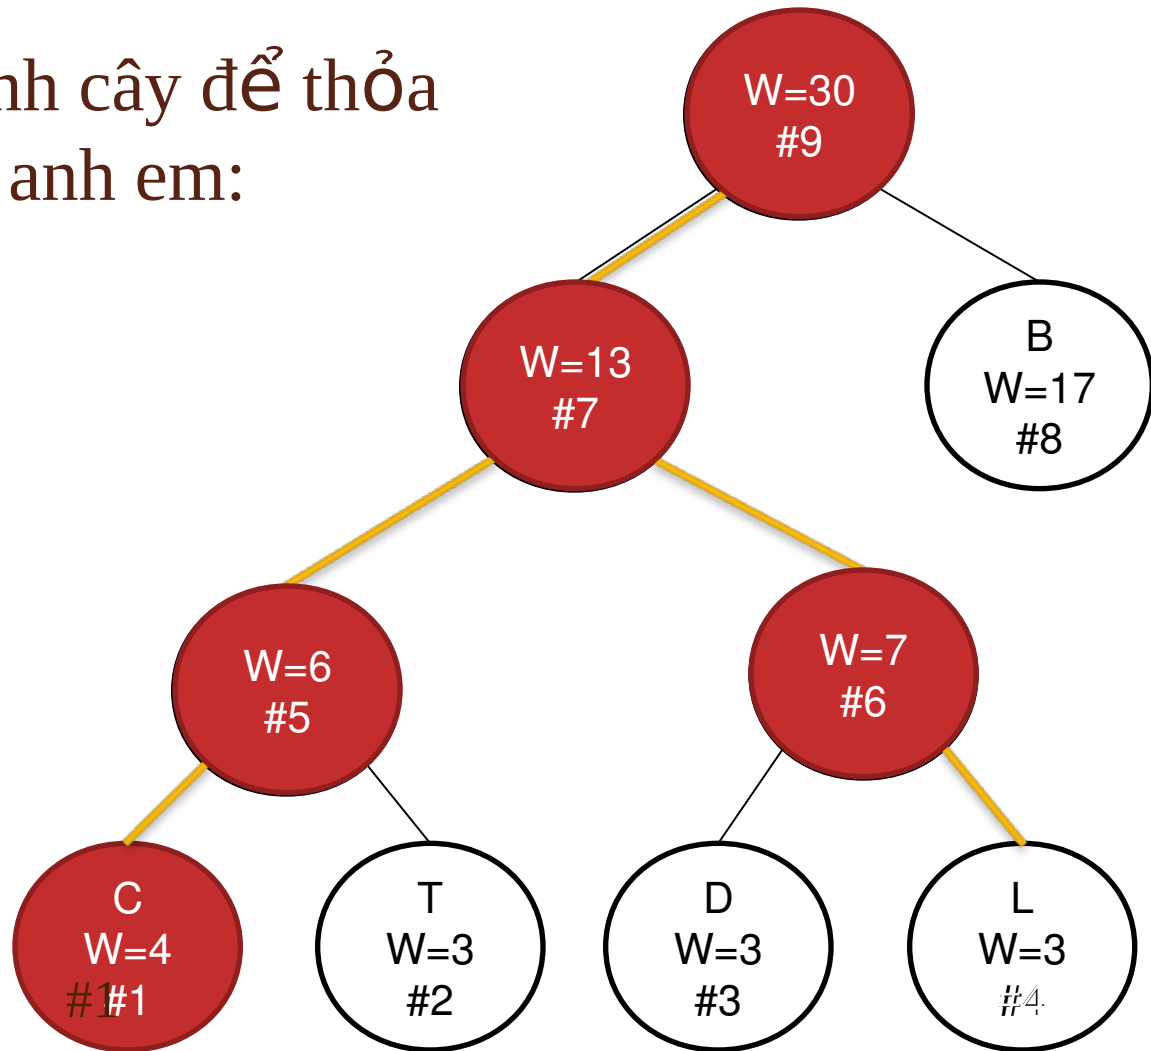 nh cây để thỏa
anh em:
W=30
#9
W=13
#7
B
W=17
#8
W=6
#5
W=7
#6
C
W=4
#1 #1
T
W=3
#2
D
W=3
#3
L
W=3
#4